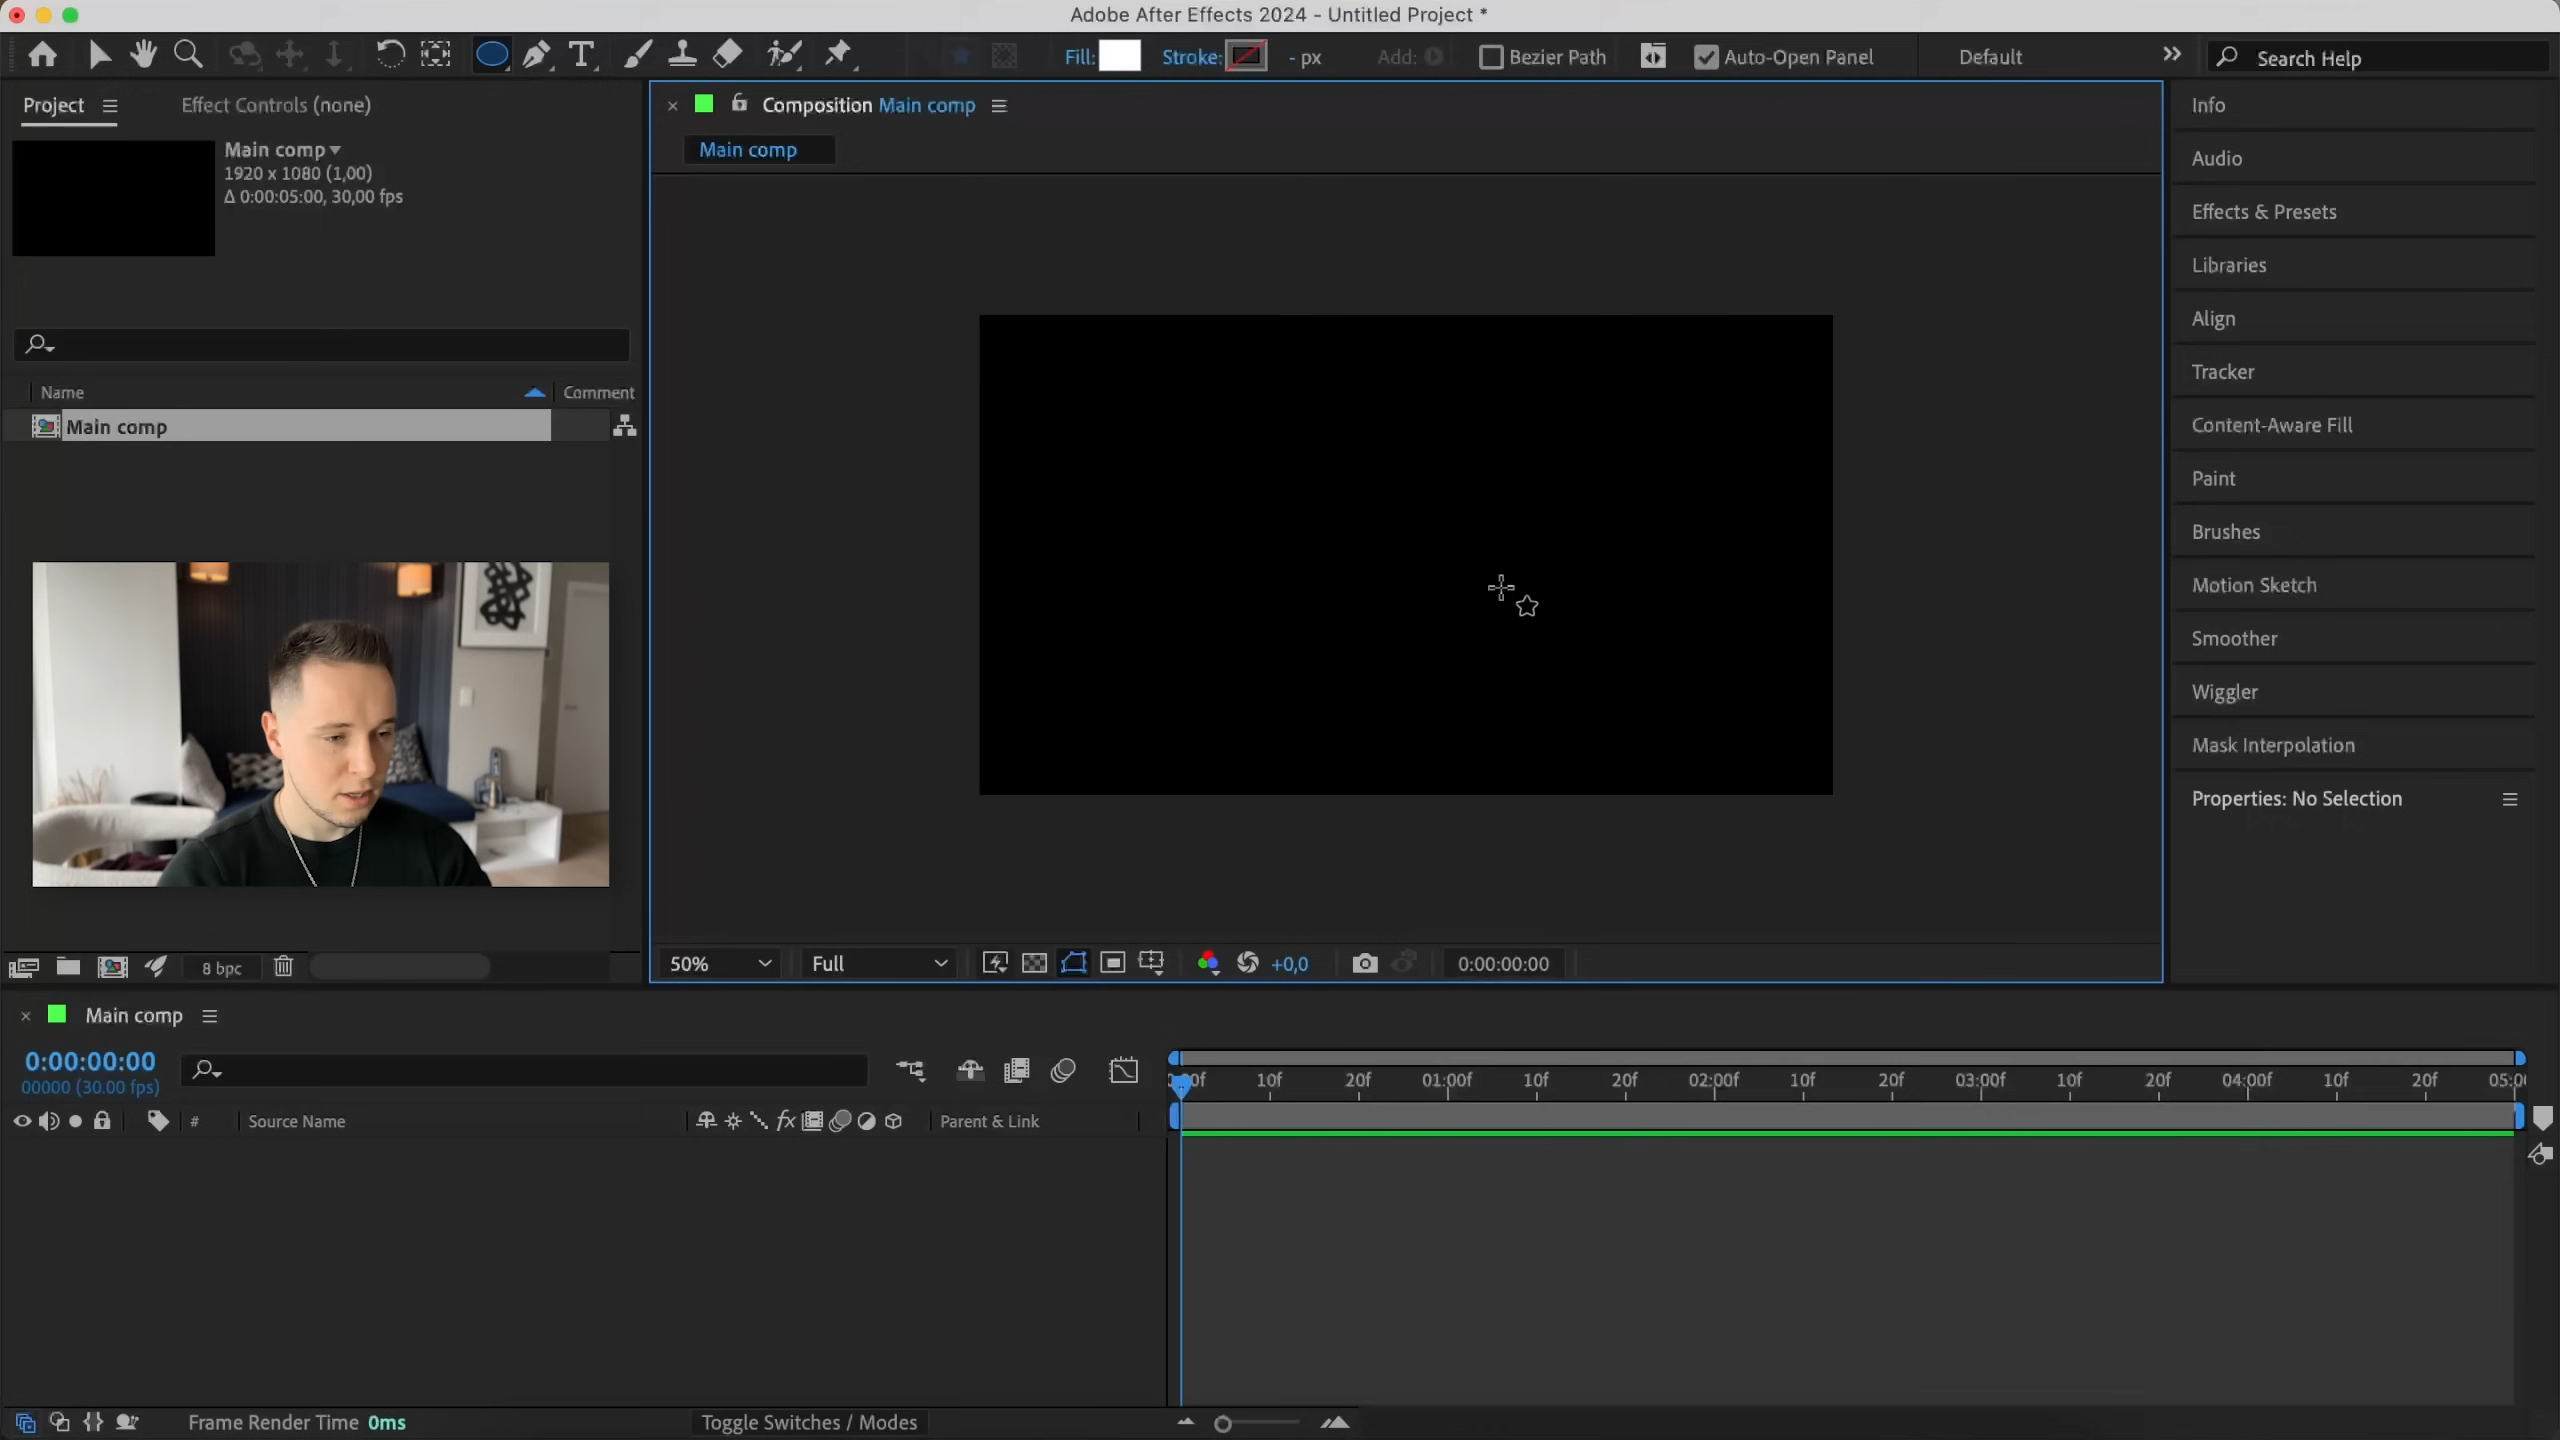 Adobe After Effects 2024 - Untitled Project *
Fill: Stroke: - px Add: Bezier Path Auto-Open Panel Default Search Help
Project Effect Controls (none)
Main comp
1920 x 1080 (1,00)
Δ 0:00:05:00, 30,00 fps
Name Comment
Main comp
8 bpc
Composition Main comp
Main comp
50% Full +0,0 0:00:00:00
Info
Audio
Effects & Presets
Libraries
Align
Tracker
Content-Aware Fill
Paint
Brushes
Motion Sketch
Smoother
Wiggler
Mask Interpolation
Properties: No Selection
Main comp
0:00:00:00
00000 (30.00 fps)
# Source Name fx Parent & Link
10f 20f 01:00f 10f 20f 02:00f 10f 20f 03:00f 10f 20f 04:00f 10f 20f
Frame Render Time 0ms Toggle Switches / Modes